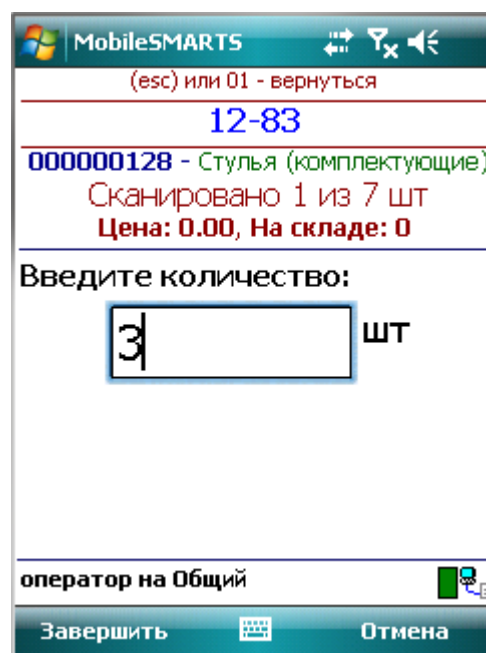 MobileSMARTS
(esc) или 01 - вернуться
12-83
000000128 - Стулья (комплектующие)
Сканировано 1 из 7 шт
Цена: 0.00, На складе: 0
Введите количество:
3 шт
оператор на Общий
Завершить Отмена